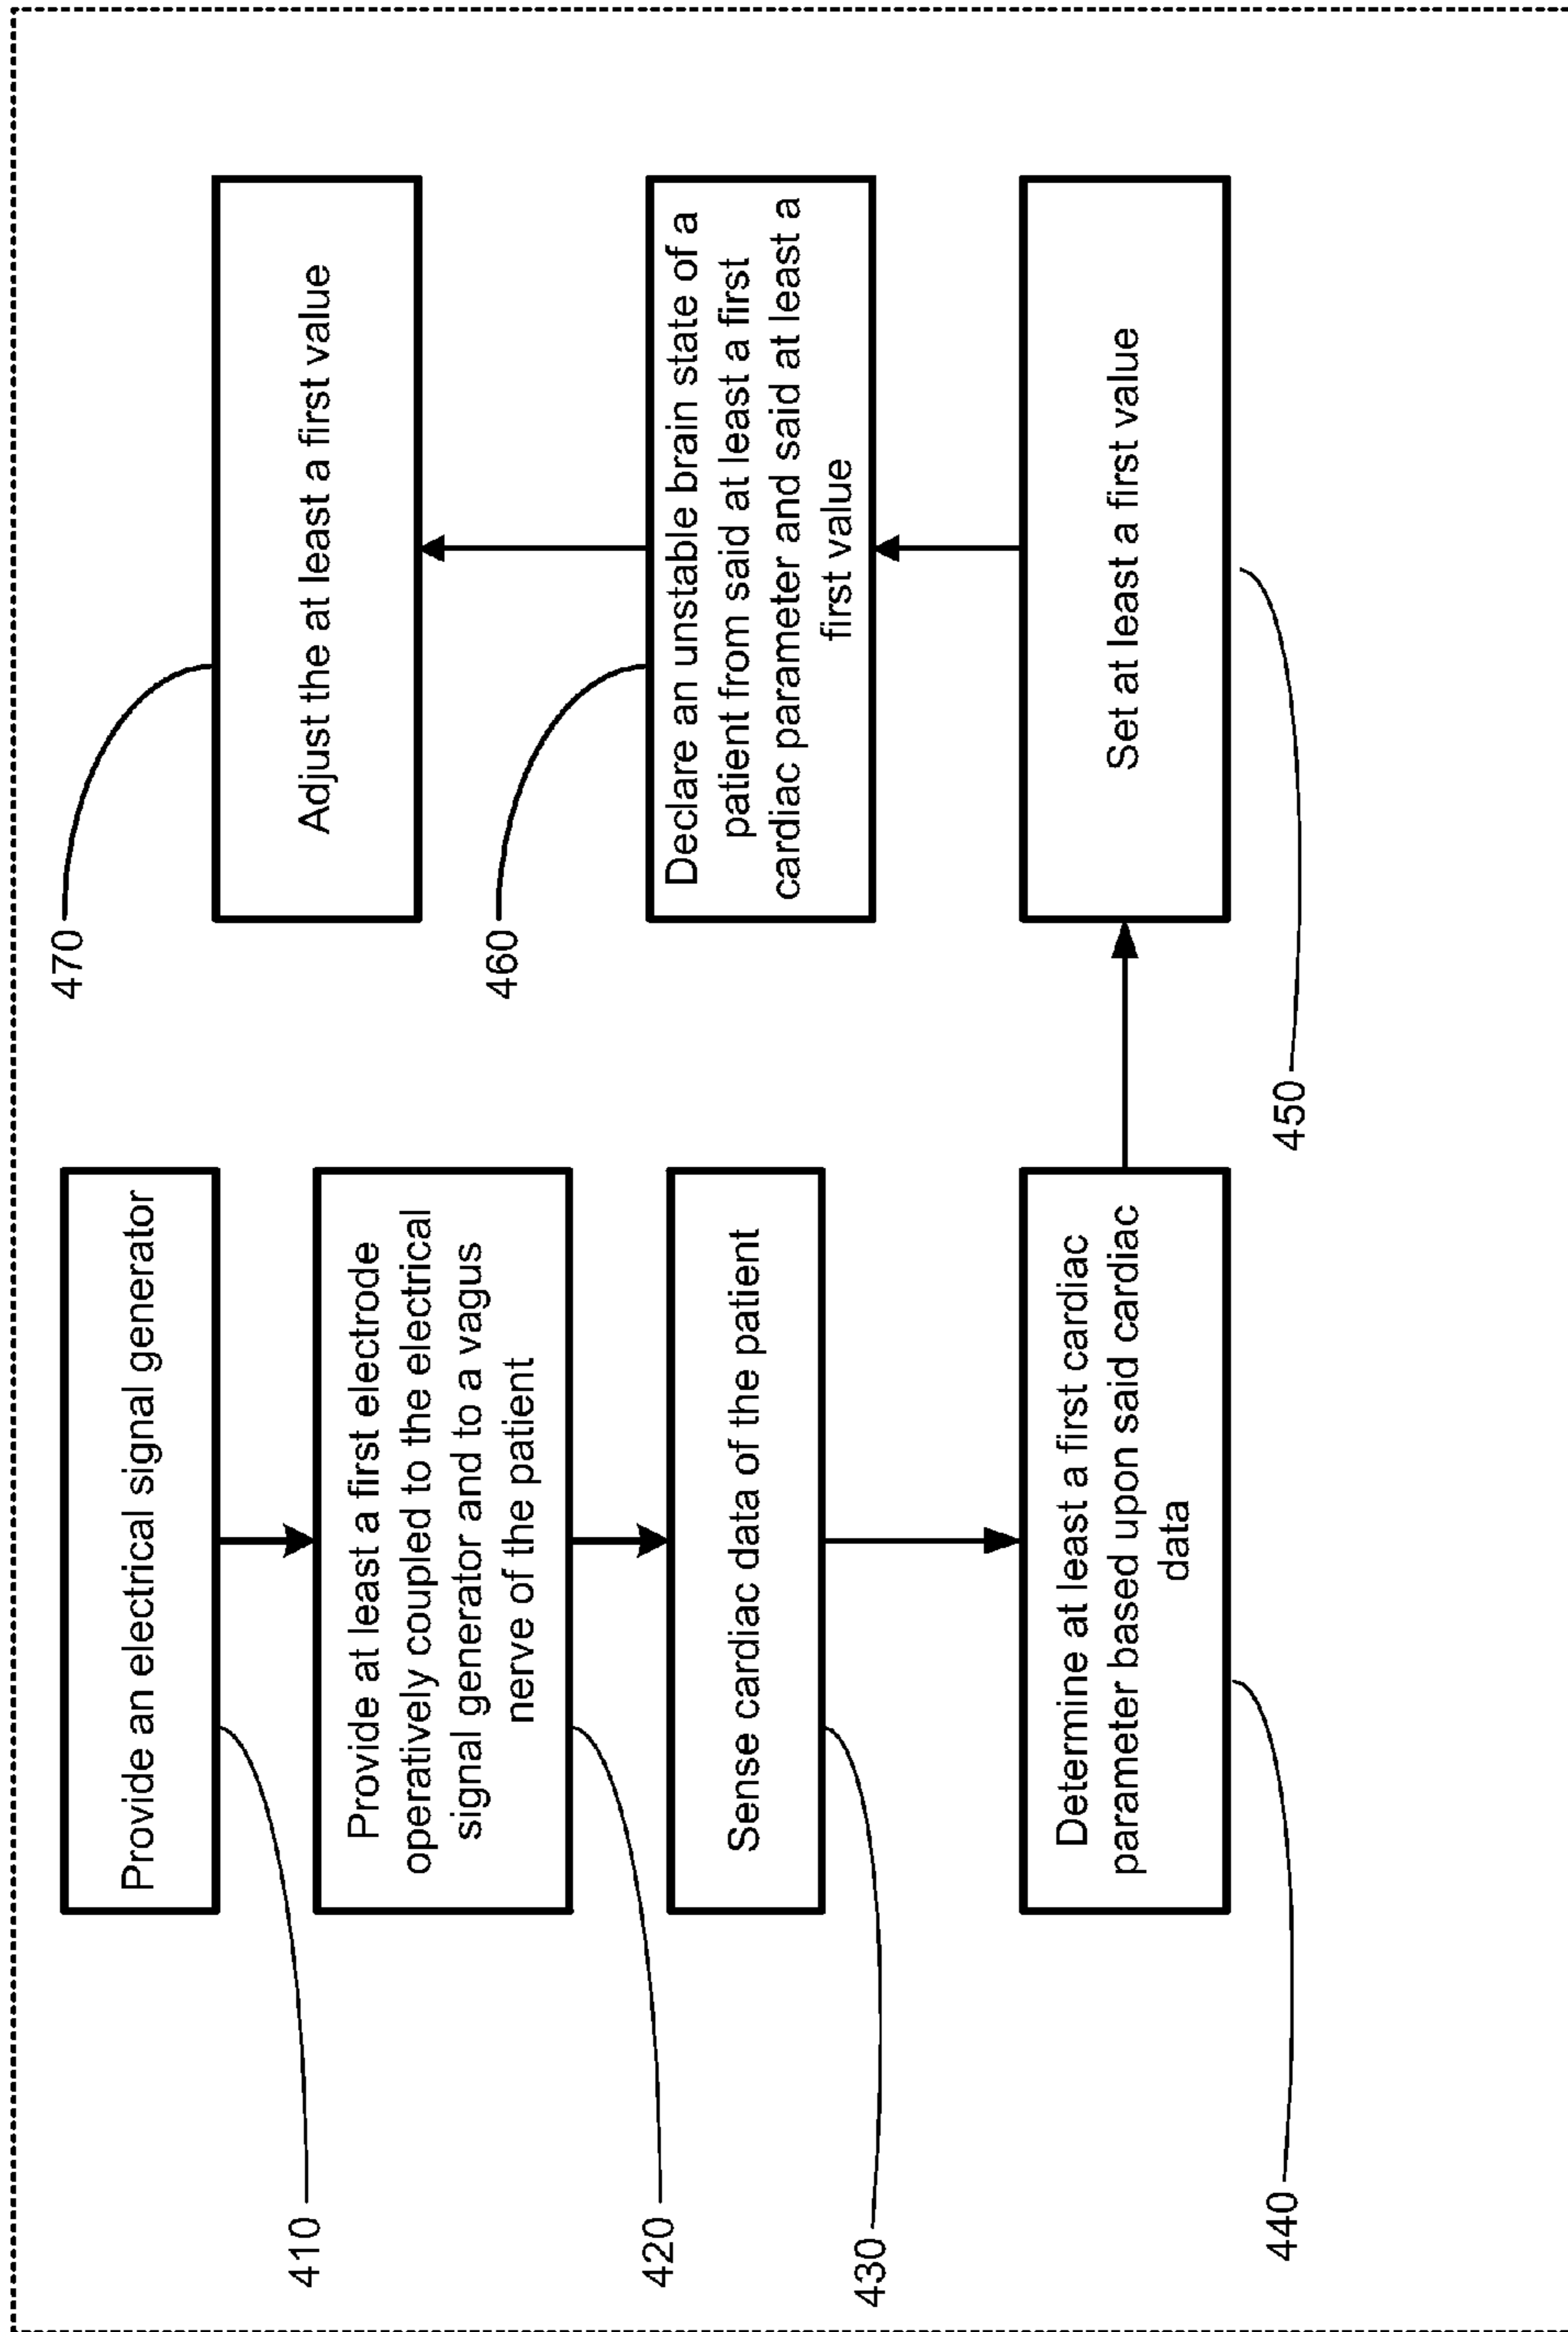 Provide an electrical signal generator
410
Provide at least a first electrode
operatively coupled to the electrical
signal generator and to a vagus
nerve of the patient
420
Sense cardiac data of the patient
430
Determine at least a first cardiac
parameter based upon said cardiac
data
440
Set at least a first value
450
Declare an unstable brain state of a
patient from said at least a first
cardiac parameter and said at least a
first value
460
Adjust the at least a first value
470